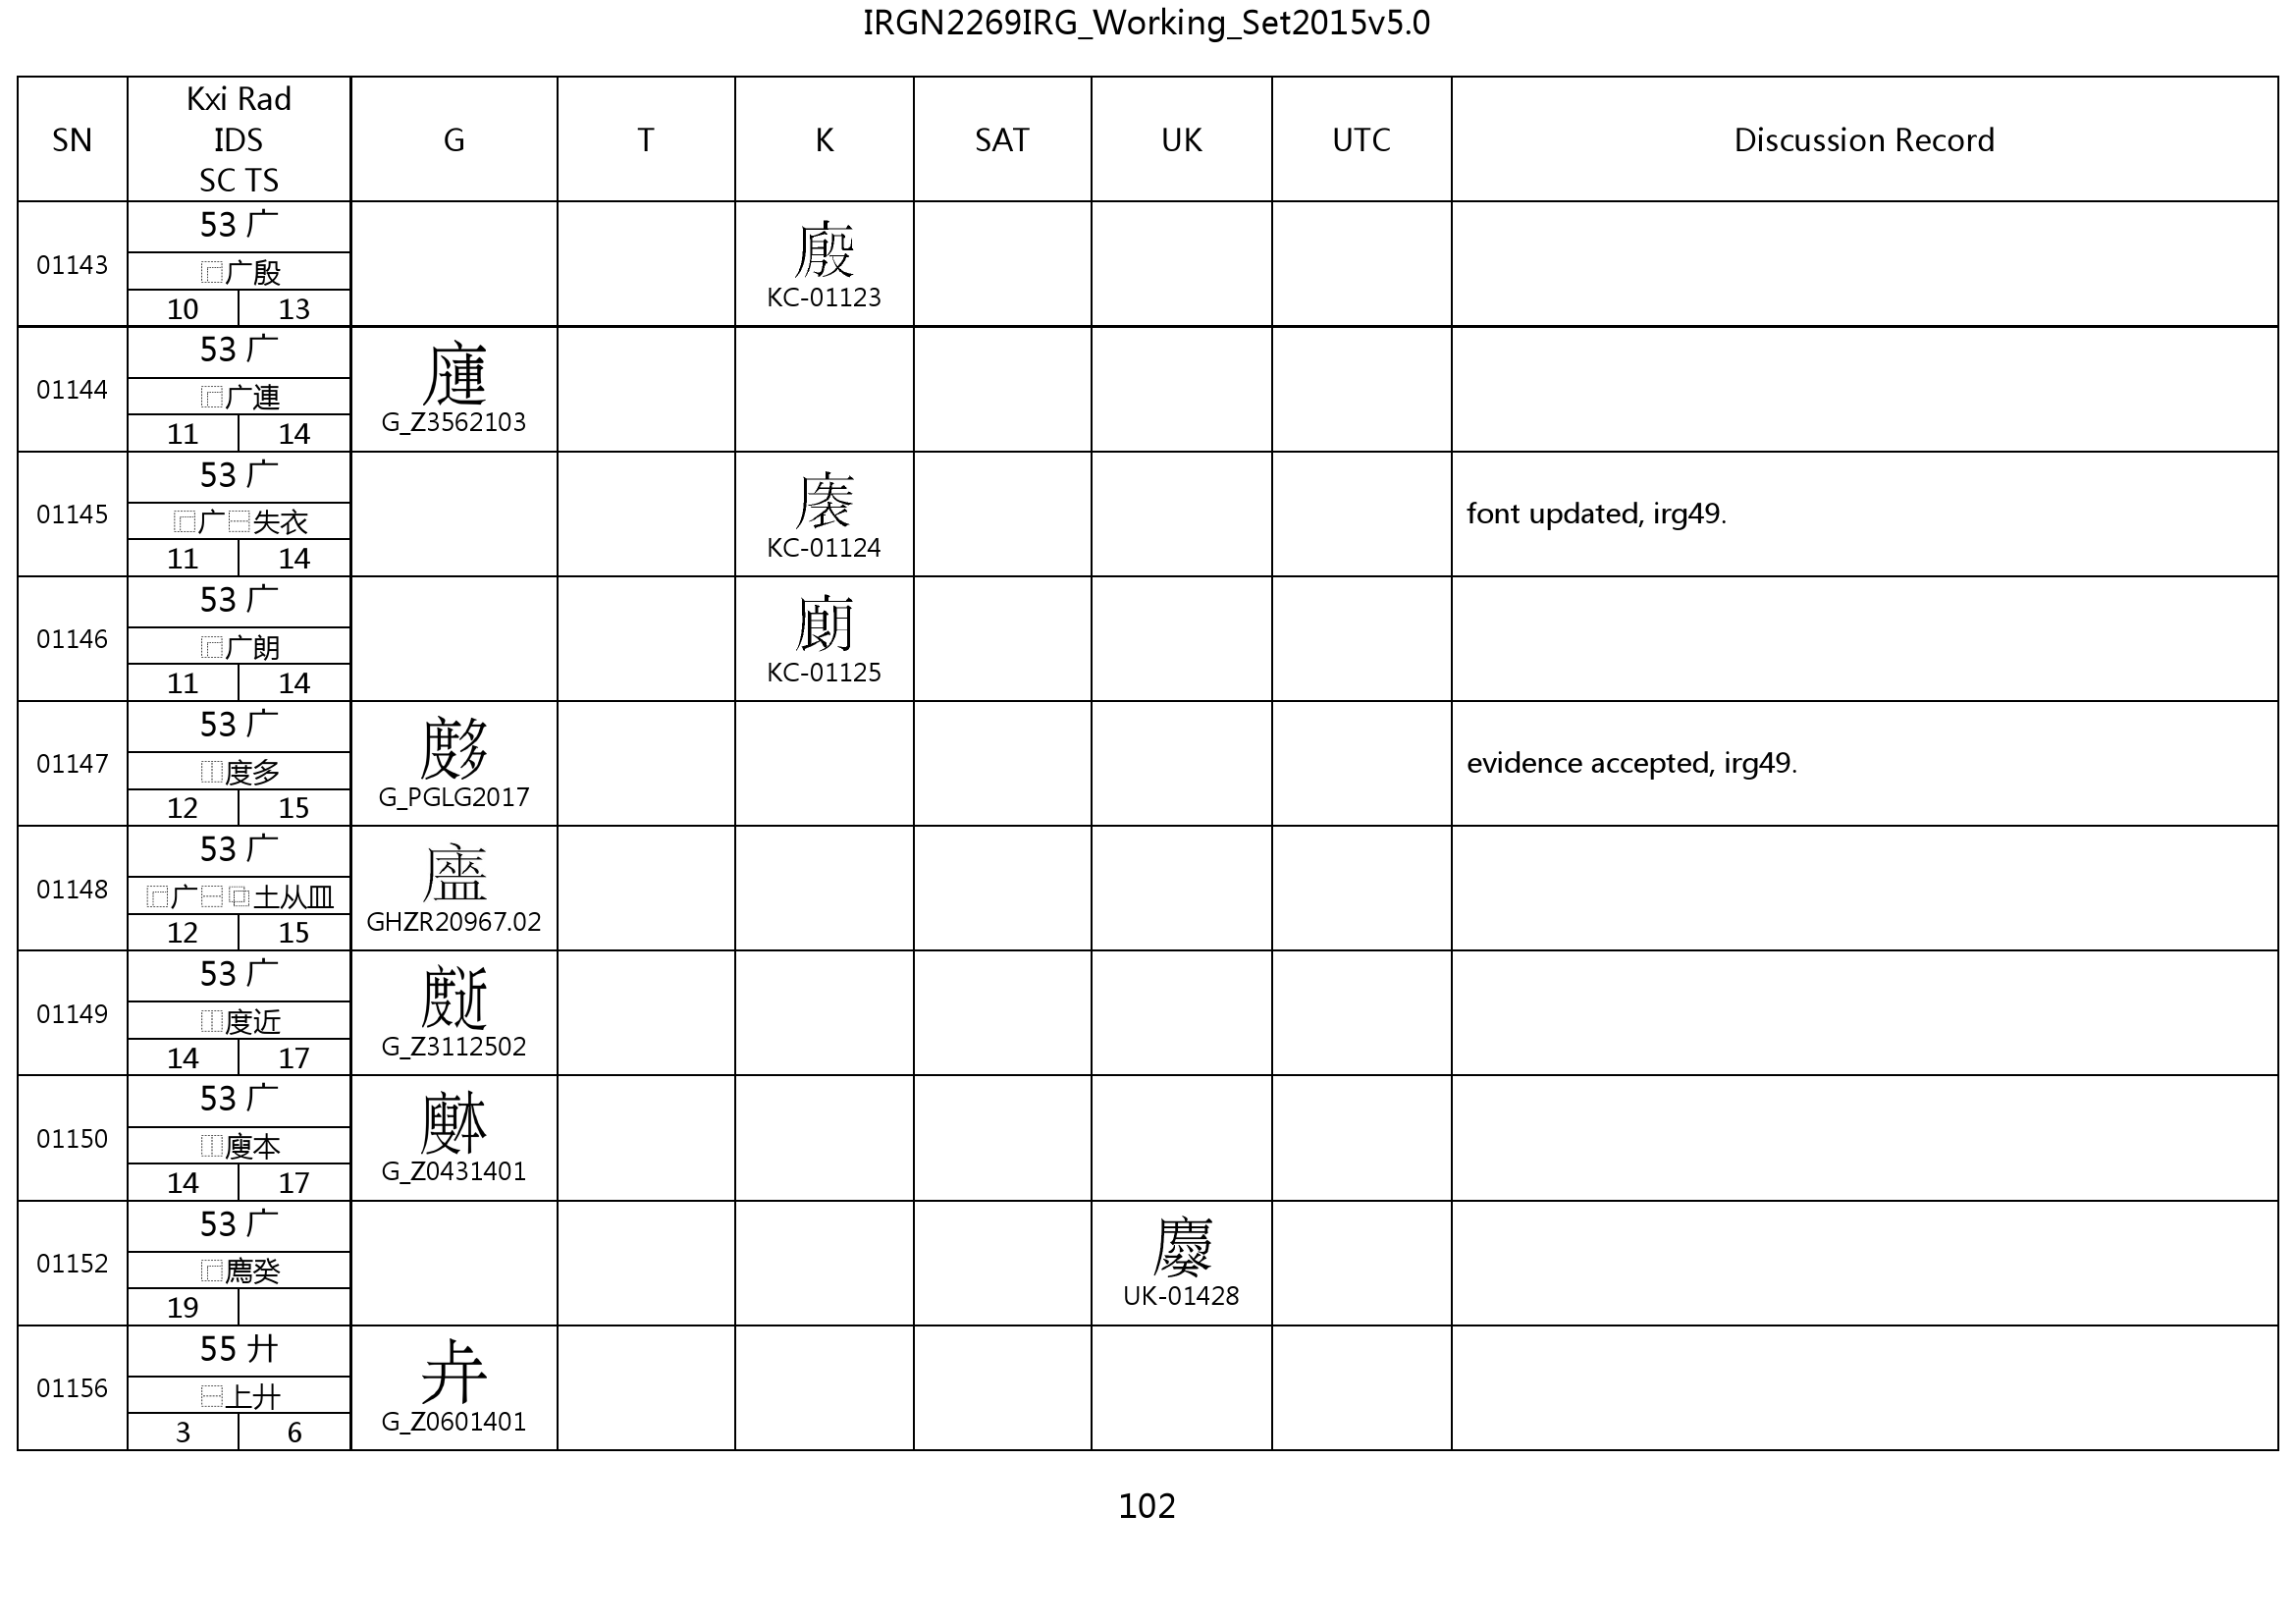 IRGN2269IRG_Working_Set2015v5.0
SN
Kxi Rad
IDS
SC TS
G
T
K
SAT
UK
UTC
Discussion Record
01143
53 广
⿸广殷
10 13
KC-01123
01144
53 广
⿸广連
11 14
G_Z3562103
01145
53 广
⿸广⿱失衣
11 14
KC-01124
font updated, irg49.
01146
53 广
⿸广朗
11 14
KC-01125
01147
53 广
⿰度多
12 15
G_PGLG2017
evidence accepted, irg49.
01148
53 广
⿸广⿱⿻土从皿
12 15
GHZR20967.02
01149
53 广
⿰度近
14 17
G_Z3112502
01150
53 广
⿰廋本
14 17
G_Z0431401
01152
53 广
⿸廌癸
19
UK-01428
01156
55 廾
⿱上廾
3 6
G_Z0601401
102